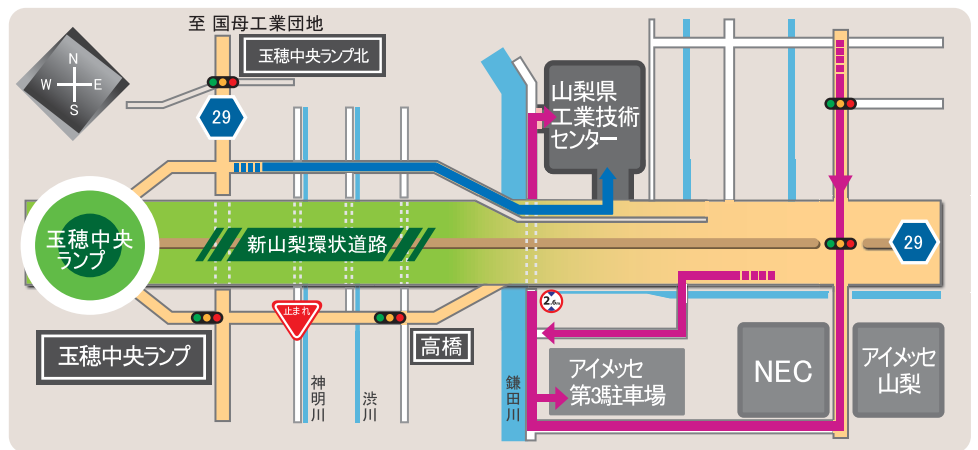 至 国母工業団地
玉穂中央ランプ北
N
W
E
S
29
山梨県
工業技術
センター
玉穂中央
ランプ
新山梨環状道路
29
止まれ
2.6m
玉穂中央ランプ
高橋
神明川
渋川
鎌田川
アイメッセ
第3駐車場
NEC
アイメッセ
山梨